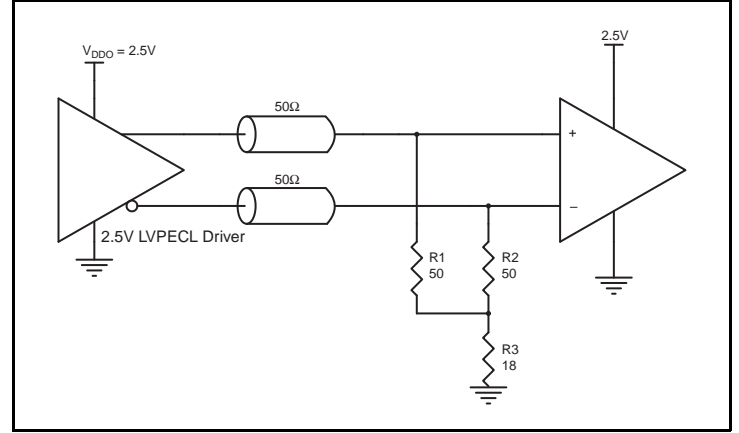 2.5V
V_DDO = 2.5V
50Ω
+
50Ω
–
2.5V LVPECL Driver
R1
50
R2
50
R3
18